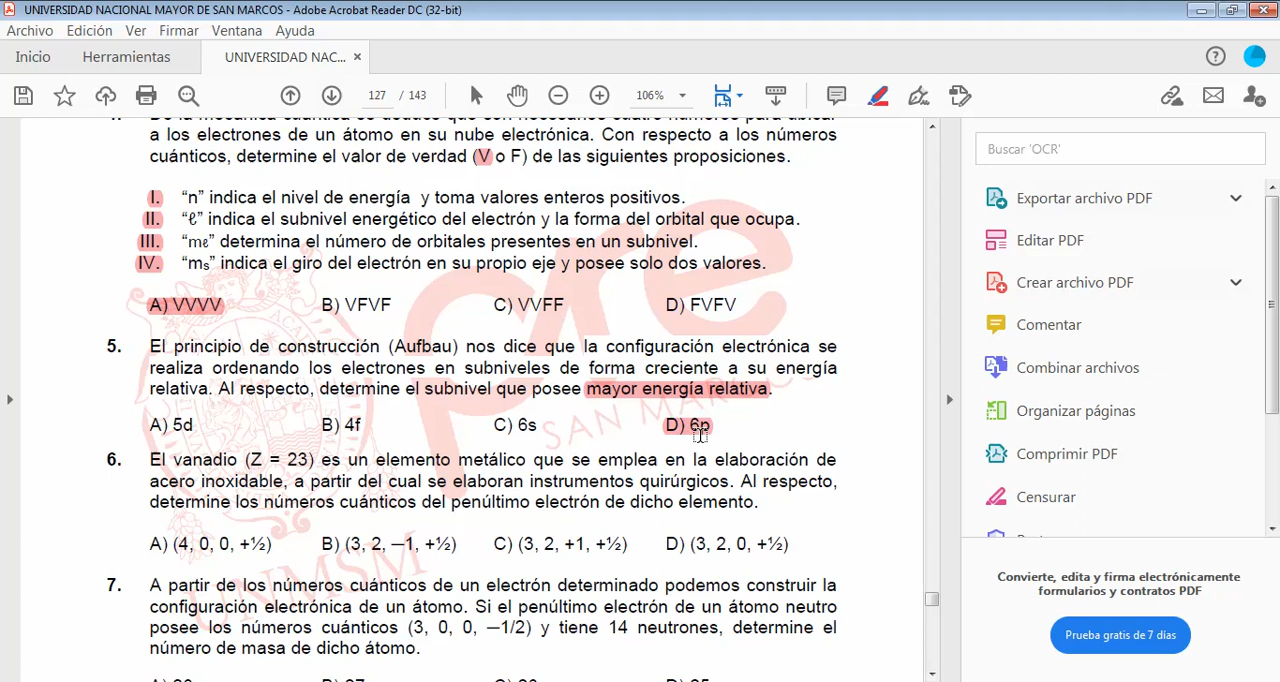 UNIVERSIDAD NACIONAL MAYOR DE SAN MARCOS - Adobe Acrobat Reader DC (32-bit)
Archivo Edición Ver Firmar Ventana Ayuda
Inicio Herramientas UNIVERSIDAD NAC... ×
127 / 143 106%
a los electrones de un átomo en su nube electrónica. Con respecto a los números
cuánticos, determine el valor de verdad (V o F) de las siguientes proposiciones.
I. “n” indica el nivel de energía y toma valores enteros positivos.
II. “ℓ” indica el subnivel energético del electrón y la forma del orbital que ocupa.
III. “mℓ” determina el número de orbitales presentes en un subnivel.
IV. “ms” indica el giro del electrón en su propio eje y posee solo dos valores.
A) VVVV B) VFVF C) VVFF D) FVFV
5. El principio de construcción (Aufbau) nos dice que la configuración electrónica se
realiza ordenando los electrones en subniveles de forma creciente a su energía
relativa. Al respecto, determine el subnivel que posee mayor energía relativa.
A) 5d B) 4f C) 6s D) 6p
6. El vanadio (Z = 23) es un elemento metálico que se emplea en la elaboración de
acero inoxidable, a partir del cual se elaboran instrumentos quirúrgicos. Al respecto,
determine los números cuánticos del penúltimo electrón de dicho elemento.
A) (4, 0, 0, +½) B) (3, 2, –1, +½) C) (3, 2, +1, +½) D) (3, 2, 0, +½)
7. A partir de los números cuánticos de un electrón determinado podemos construir la
configuración electrónica de un átomo. Si el penúltimo electrón de un átomo neutro
posee los números cuánticos (3, 0, 0, –1/2) y tiene 14 neutrones, determine el
número de masa de dicho átomo.
pre
SAN MARCOS
UNMSM
Buscar 'OCR'
Exportar archivo PDF
Editar PDF
Crear archivo PDF
Comentar
Combinar archivos
Organizar páginas
Comprimir PDF
Censurar
Convierte, edita y firma electrónicamente
formularios y contratos PDF
Prueba gratis de 7 días